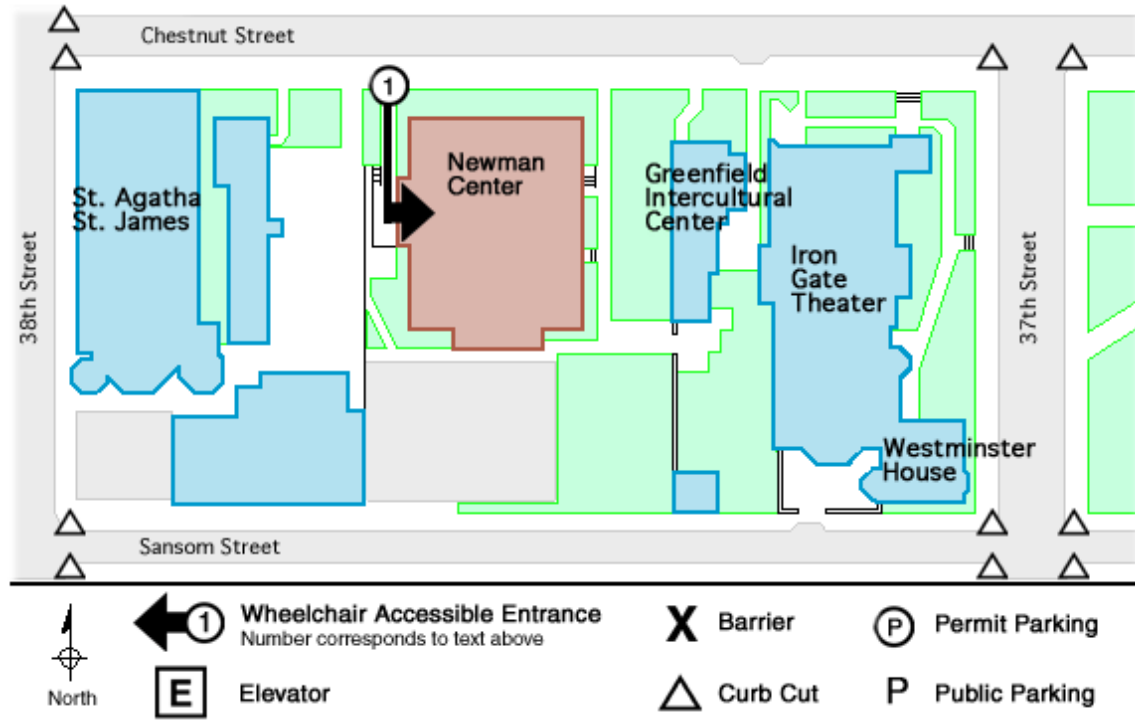 Chestnut Street
1
Newman
Center
St. Agatha
St. James
Greenfield
Intercultural
Center
Iron
Gate
Theater
38th Street
37th Street
Westminster
House
Sansom Street
1 Wheelchair Accessible Entrance
Number corresponds to text above
X Barrier
P Permit Parking
North
E Elevator
Curb Cut
P Public Parking